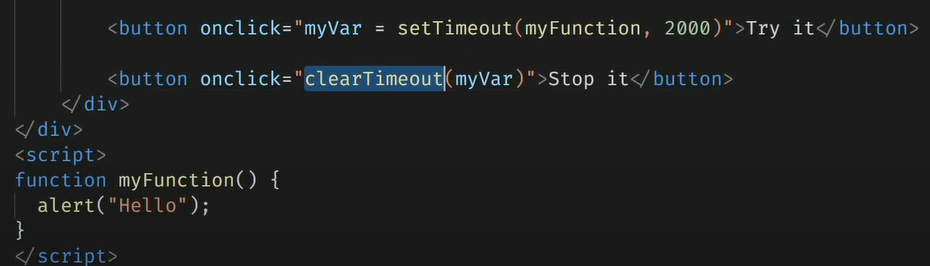 <button onclick="myVar = setTimeout(myFunction, 2000)">Try it</button>
<button onclick="clearTimeout(myVar)">Stop it</button>
</div>
</div>
<script>
function myFunction() {
alert("Hello");
}
</script>